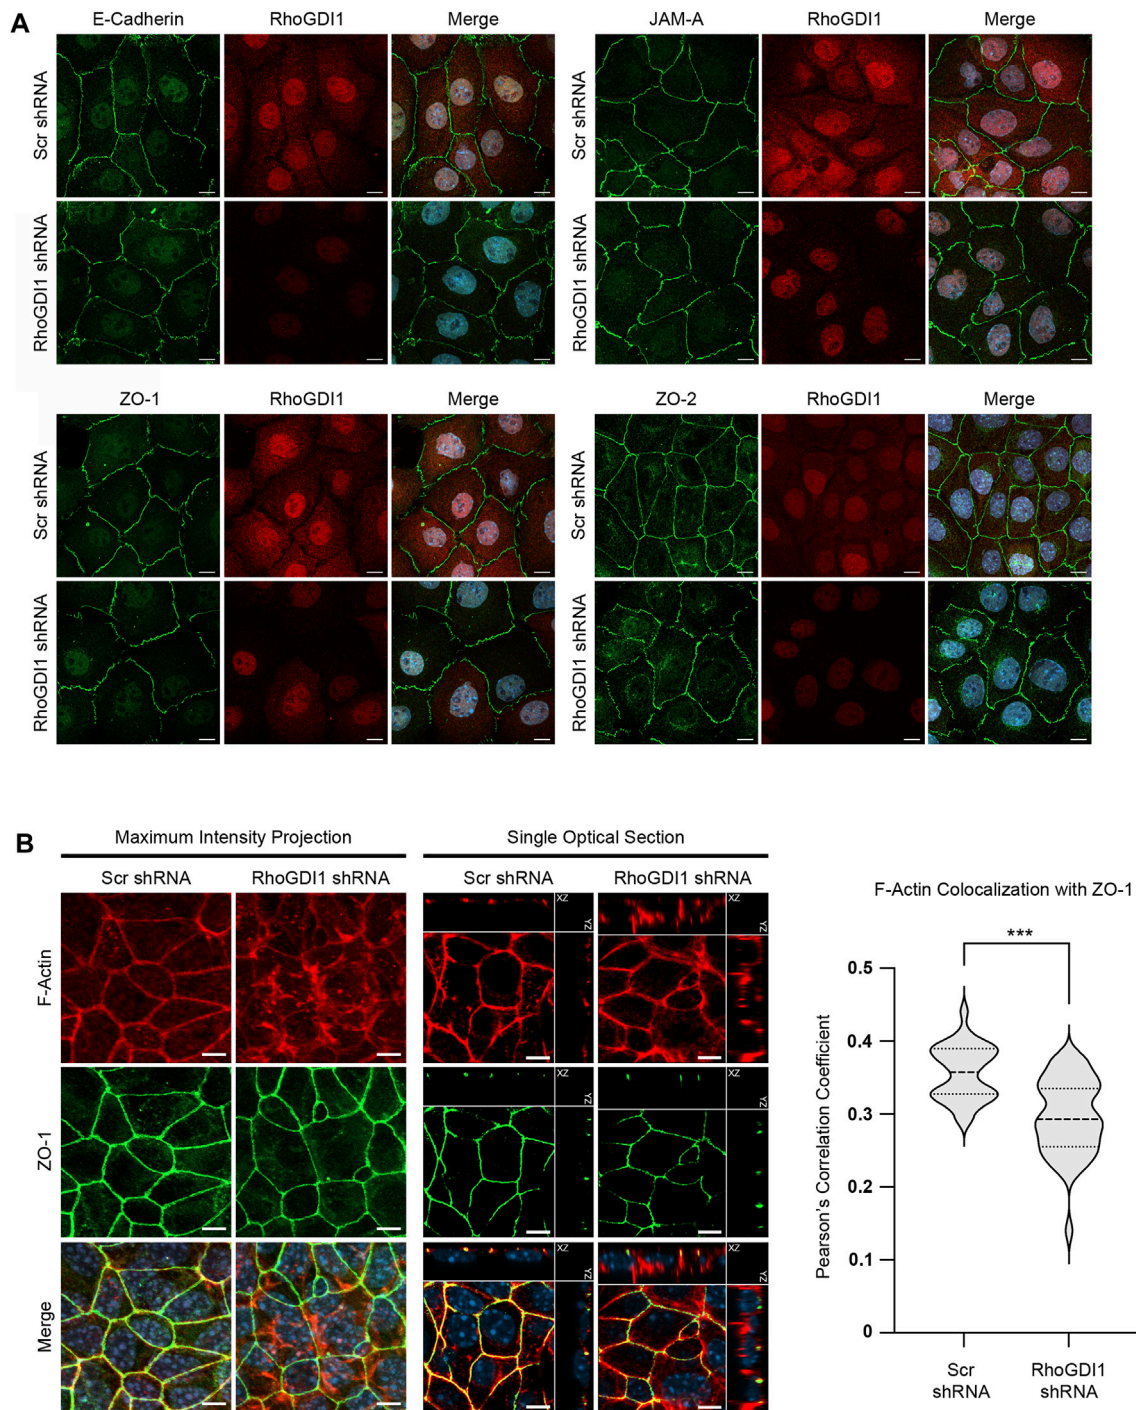 A
E-Cadherin RhoGDI1 Merge JAM-A RhoGDI1 Merge
Scr shRNA Scr shRNA
RhoGDI1 shRNA RhoGDI1 shRNA
ZO-1 RhoGDI1 Merge ZO-2 RhoGDI1 Merge
Scr shRNA Scr shRNA
RhoGDI1 shRNA RhoGDI1 shRNA
B
Maximum Intensity Projection Single Optical Section
Scr shRNA RhoGDI1 shRNA Scr shRNA RhoGDI1 shRNA
F-Actin
XZ YZ XZ YZ
ZO-1
XZ YZ XZ YZ
Merge
XZ YZ XZ YZ
F-Actin Colocalization with ZO-1
***
Pearson's Correlation Coefficient
0.5
0.4
0.3
0.2
0.1
0
Scr RhoGDI1
shRNA shRNA